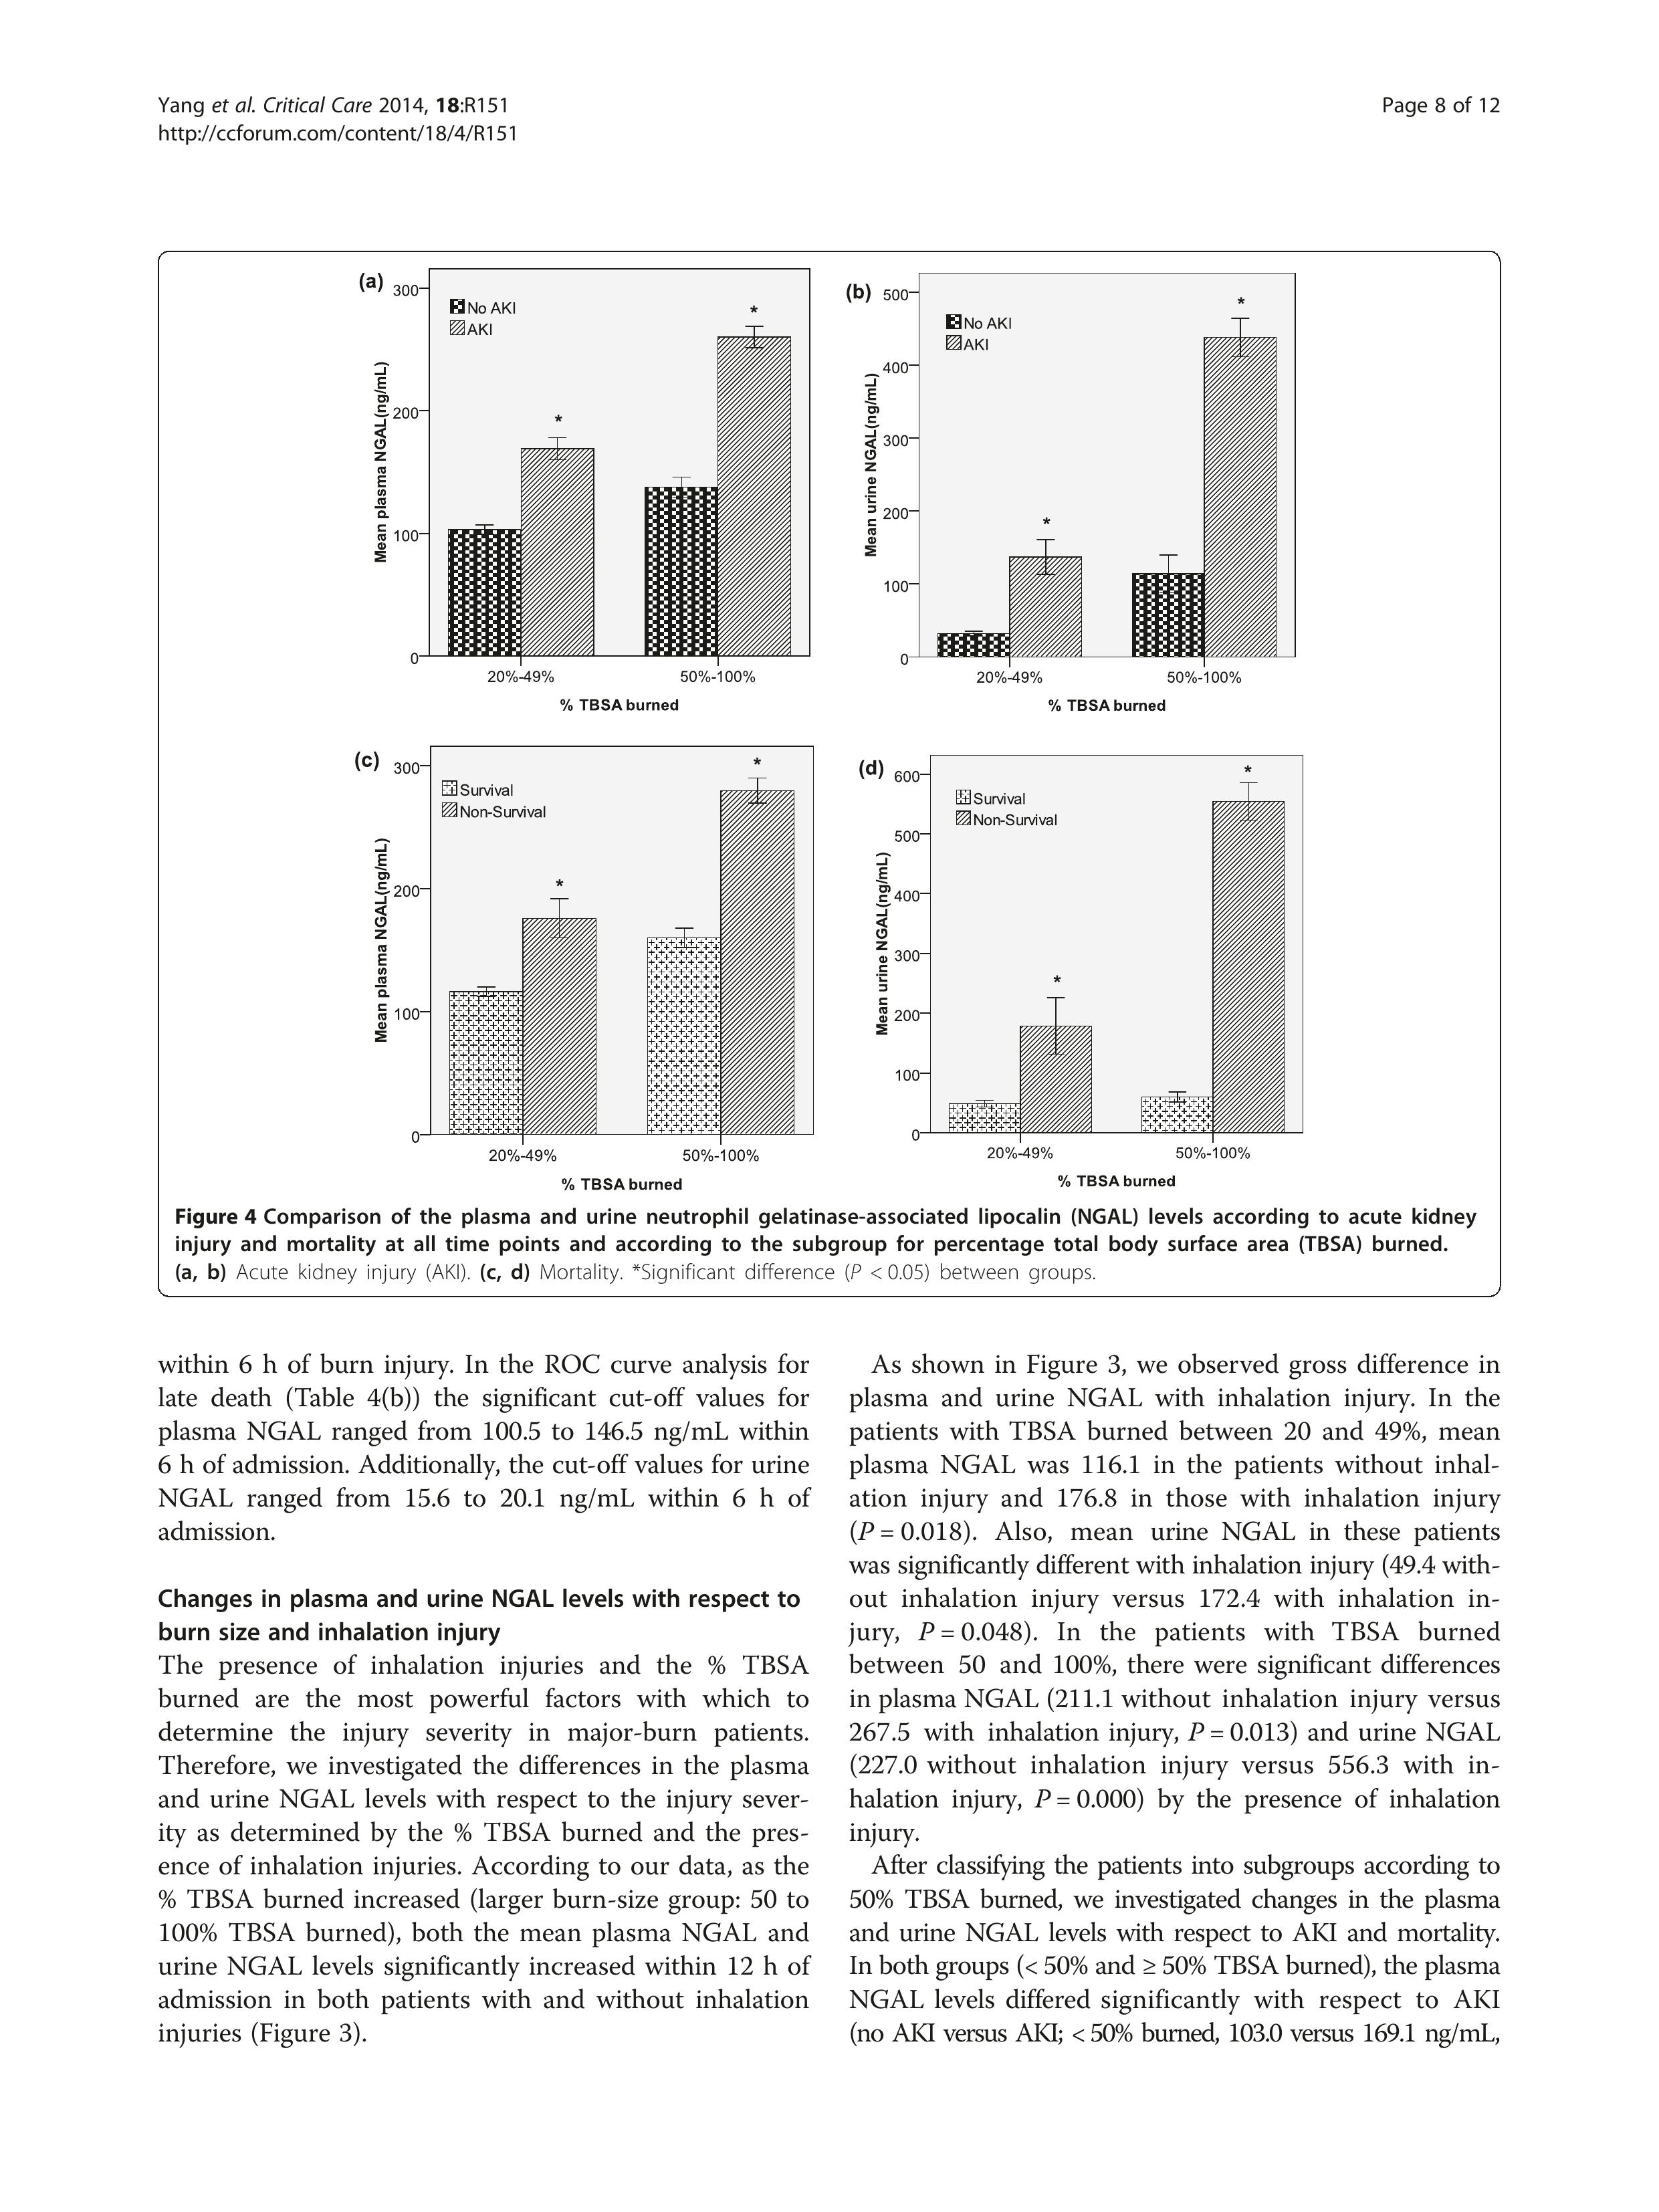 Yang et al. Critical Care 2014, 18:R151
Page 8 of 12
http://ccforum.com/content/18/4/R151
(a)
300
200
100
0
Mean plasma NGAL(ng/mL)
No AKI
AKI
*
*
20%-49%
50%-100%
% TBSA burned
(b)
500
400
300
200
100
0
Mean urine NGAL(ng/mL)
No AKI
AKI
*
*
20%-49%
50%-100%
% TBSA burned
(c)
300
200
100
0
Mean plasma NGAL(ng/mL)
Survival
Non-Survival
*
*
20%-49%
50%-100%
% TBSA burned
(d)
600
500
400
300
200
100
0
Mean urine NGAL(ng/mL)
Survival
Non-Survival
*
*
20%-49%
50%-100%
% TBSA burned
Figure 4 Comparison of the plasma and urine neutrophil gelatinase-associated lipocalin (NGAL) levels according to acute kidney
injury and mortality at all time points and according to the subgroup for percentage total body surface area (TBSA) burned.
(a, b) Acute kidney injury (AKI). (c, d) Mortality. *Significant difference (P < 0.05) between groups.
within 6 h of burn injury. In the ROC curve analysis for
late death (Table 4(b)) the significant cut-off values for
plasma NGAL ranged from 100.5 to 146.5 ng/mL within
6 h of admission. Additionally, the cut-off values for urine
NGAL ranged from 15.6 to 20.1 ng/mL within 6 h of
admission.
Changes in plasma and urine NGAL levels with respect to
burn size and inhalation injury
The presence of inhalation injuries and the % TBSA
burned are the most powerful factors with which to
determine the injury severity in major-burn patients.
Therefore, we investigated the differences in the plasma
and urine NGAL levels with respect to the injury sever-
ity as determined by the % TBSA burned and the pres-
ence of inhalation injuries. According to our data, as the
% TBSA burned increased (larger burn-size group: 50 to
100% TBSA burned), both the mean plasma NGAL and
urine NGAL levels significantly increased within 12 h of
admission in both patients with and without inhalation
injuries (Figure 3).
As shown in Figure 3, we observed gross difference in
plasma and urine NGAL with inhalation injury. In the
patients with TBSA burned between 20 and 49%, mean
plasma NGAL was 116.1 in the patients without inhal-
ation injury and 176.8 in those with inhalation injury
(P = 0.018). Also, mean urine NGAL in these patients
was significantly different with inhalation injury (49.4 with-
out inhalation injury versus 172.4 with inhalation in-
jury, P = 0.048). In the patients with TBSA burned
between 50 and 100%, there were significant differences
in plasma NGAL (211.1 without inhalation injury versus
267.5 with inhalation injury, P = 0.013) and urine NGAL
(227.0 without inhalation injury versus 556.3 with in-
halation injury, P = 0.000) by the presence of inhalation
injury.
After classifying the patients into subgroups according to
50% TBSA burned, we investigated changes in the plasma
and urine NGAL levels with respect to AKI and mortality.
In both groups (< 50% and ≥ 50% TBSA burned), the plasma
NGAL levels differed significantly with respect to AKI
(no AKI versus AKI; < 50% burned, 103.0 versus 169.1 ng/mL,